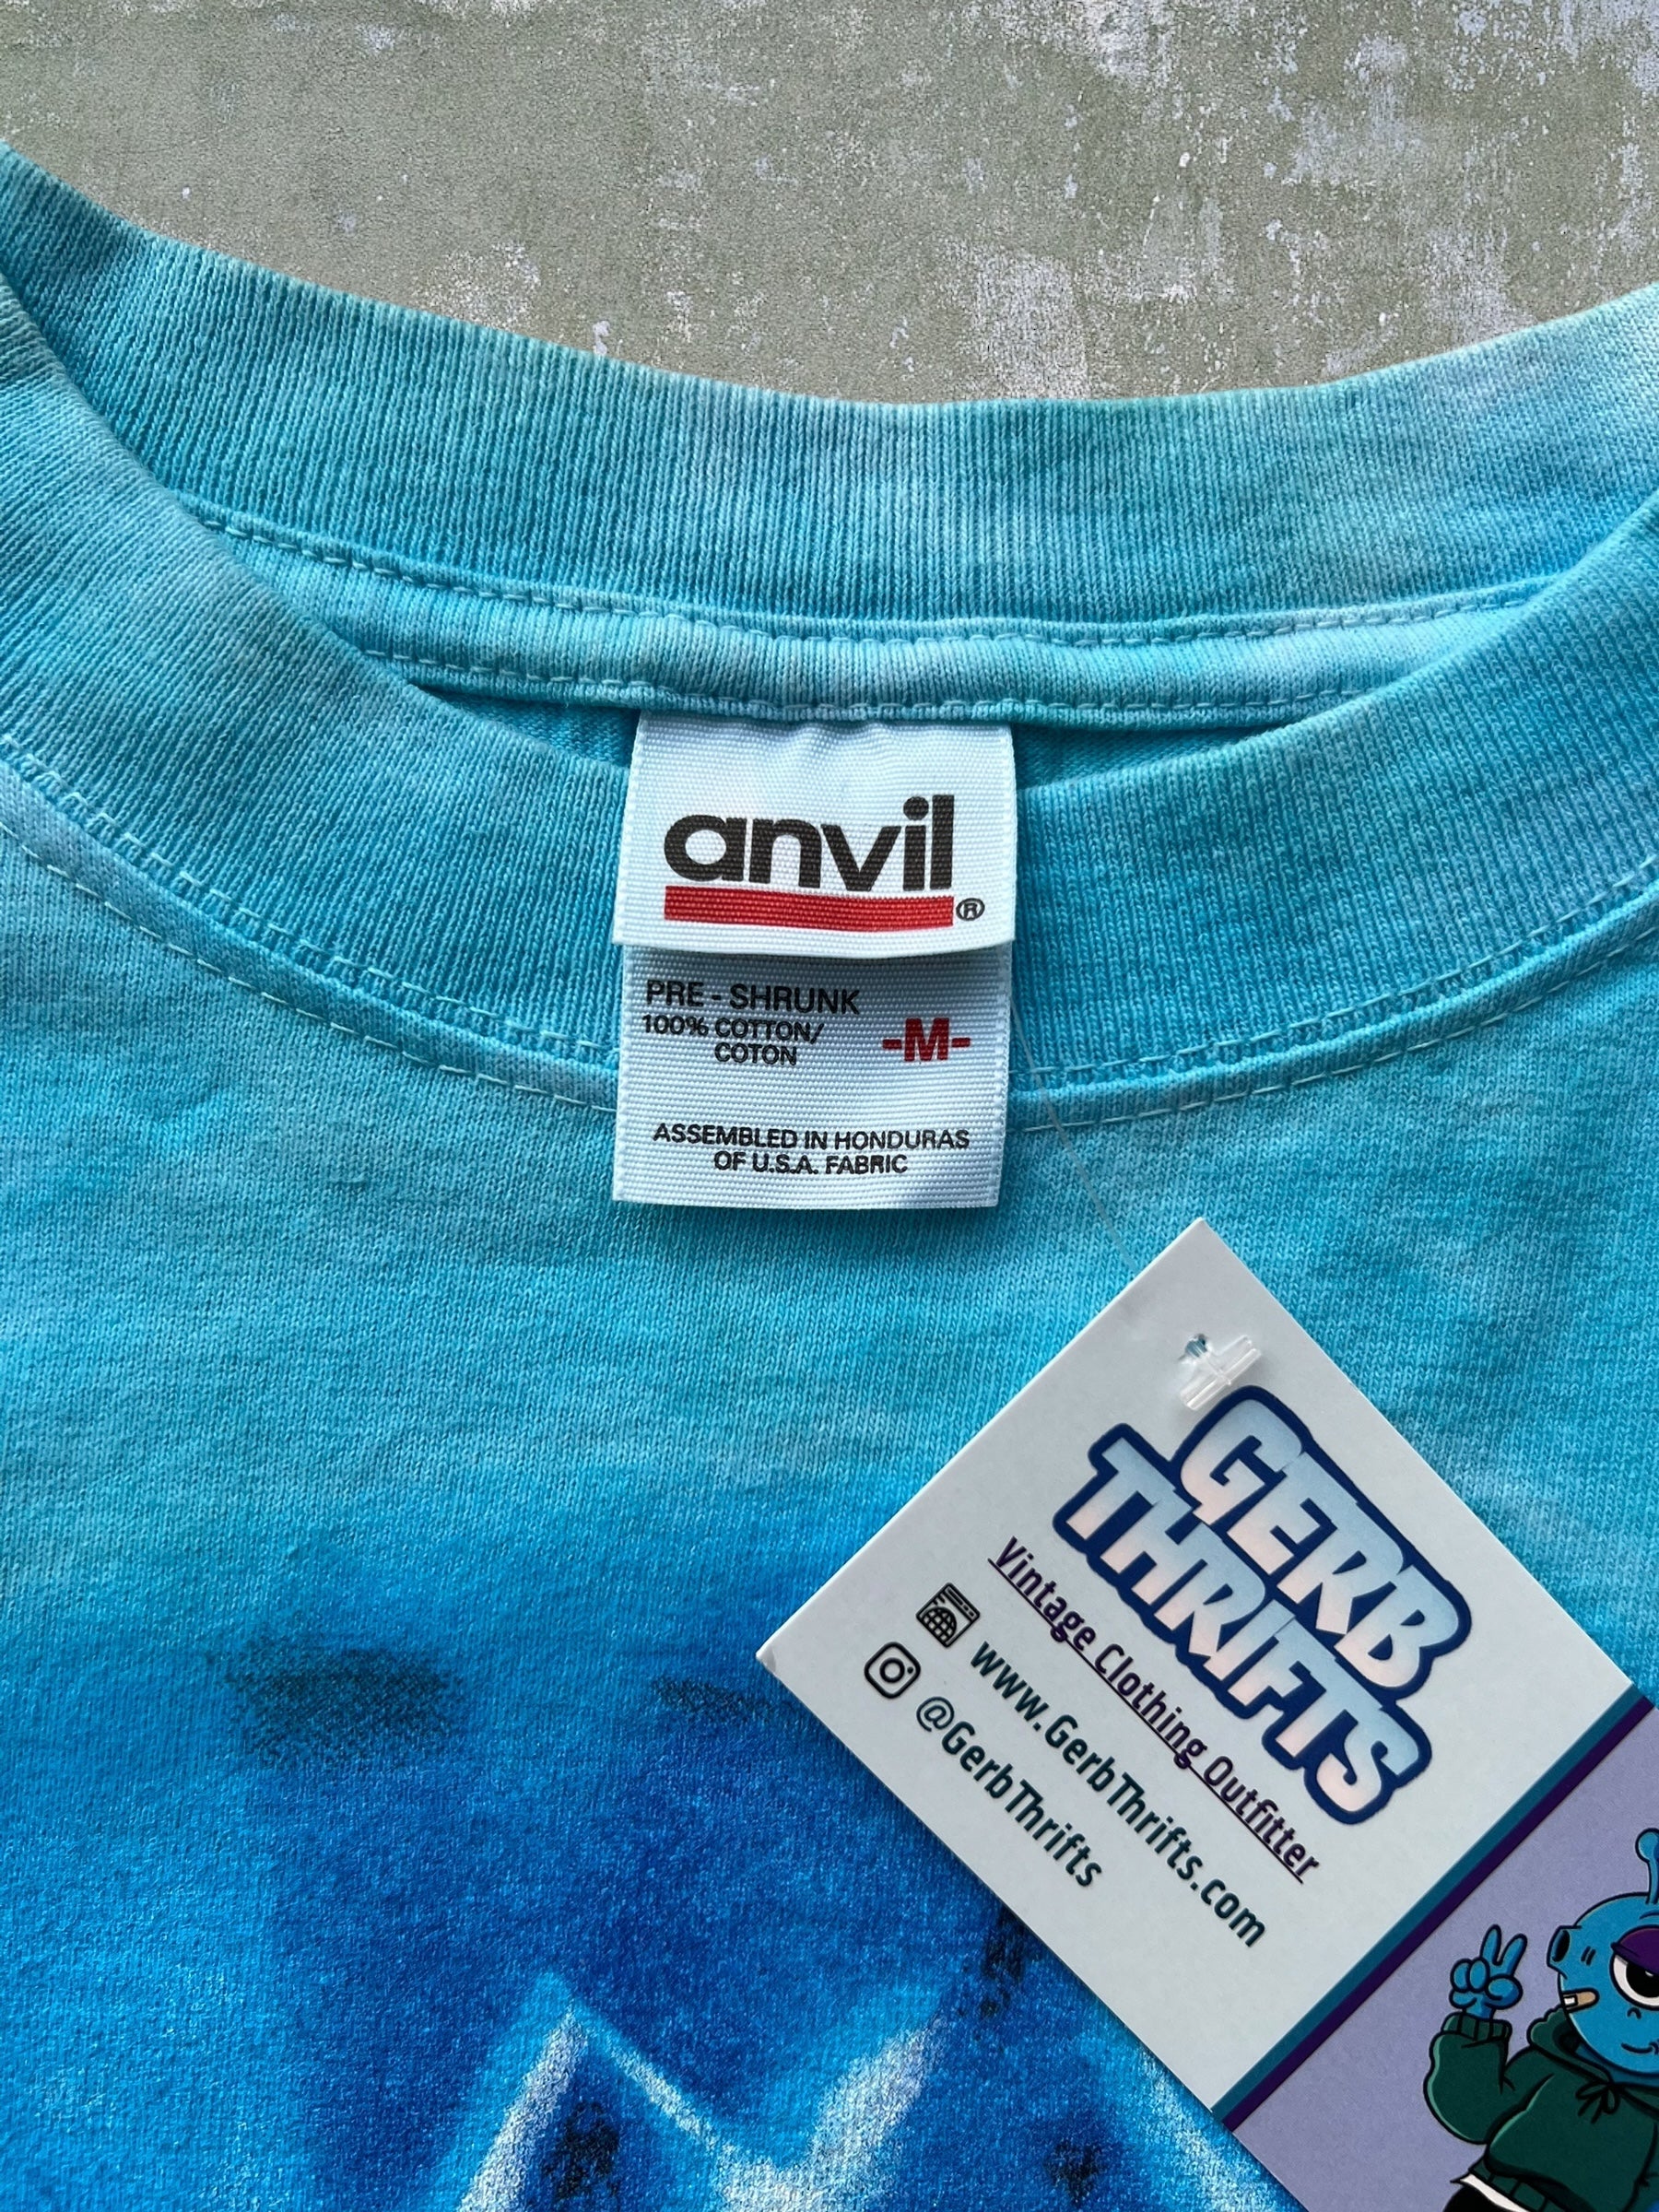 anvil®
PRE - SHRUNK
100% COTTON/
COTON
-M-
ASSEMBLED IN HONDURAS
OF U.S.A. FABRIC
GERB
THRIFTS
Vintage Clothing Outfitter
www.GerbThrifts.com
@GerbThrifts